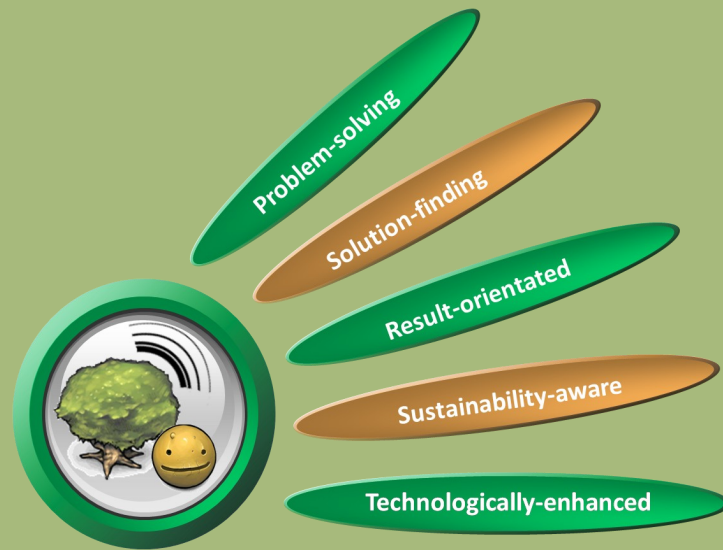 Problem-solving
Solution-finding
Result-orientated
Sustainability-aware
Technologically-enhanced